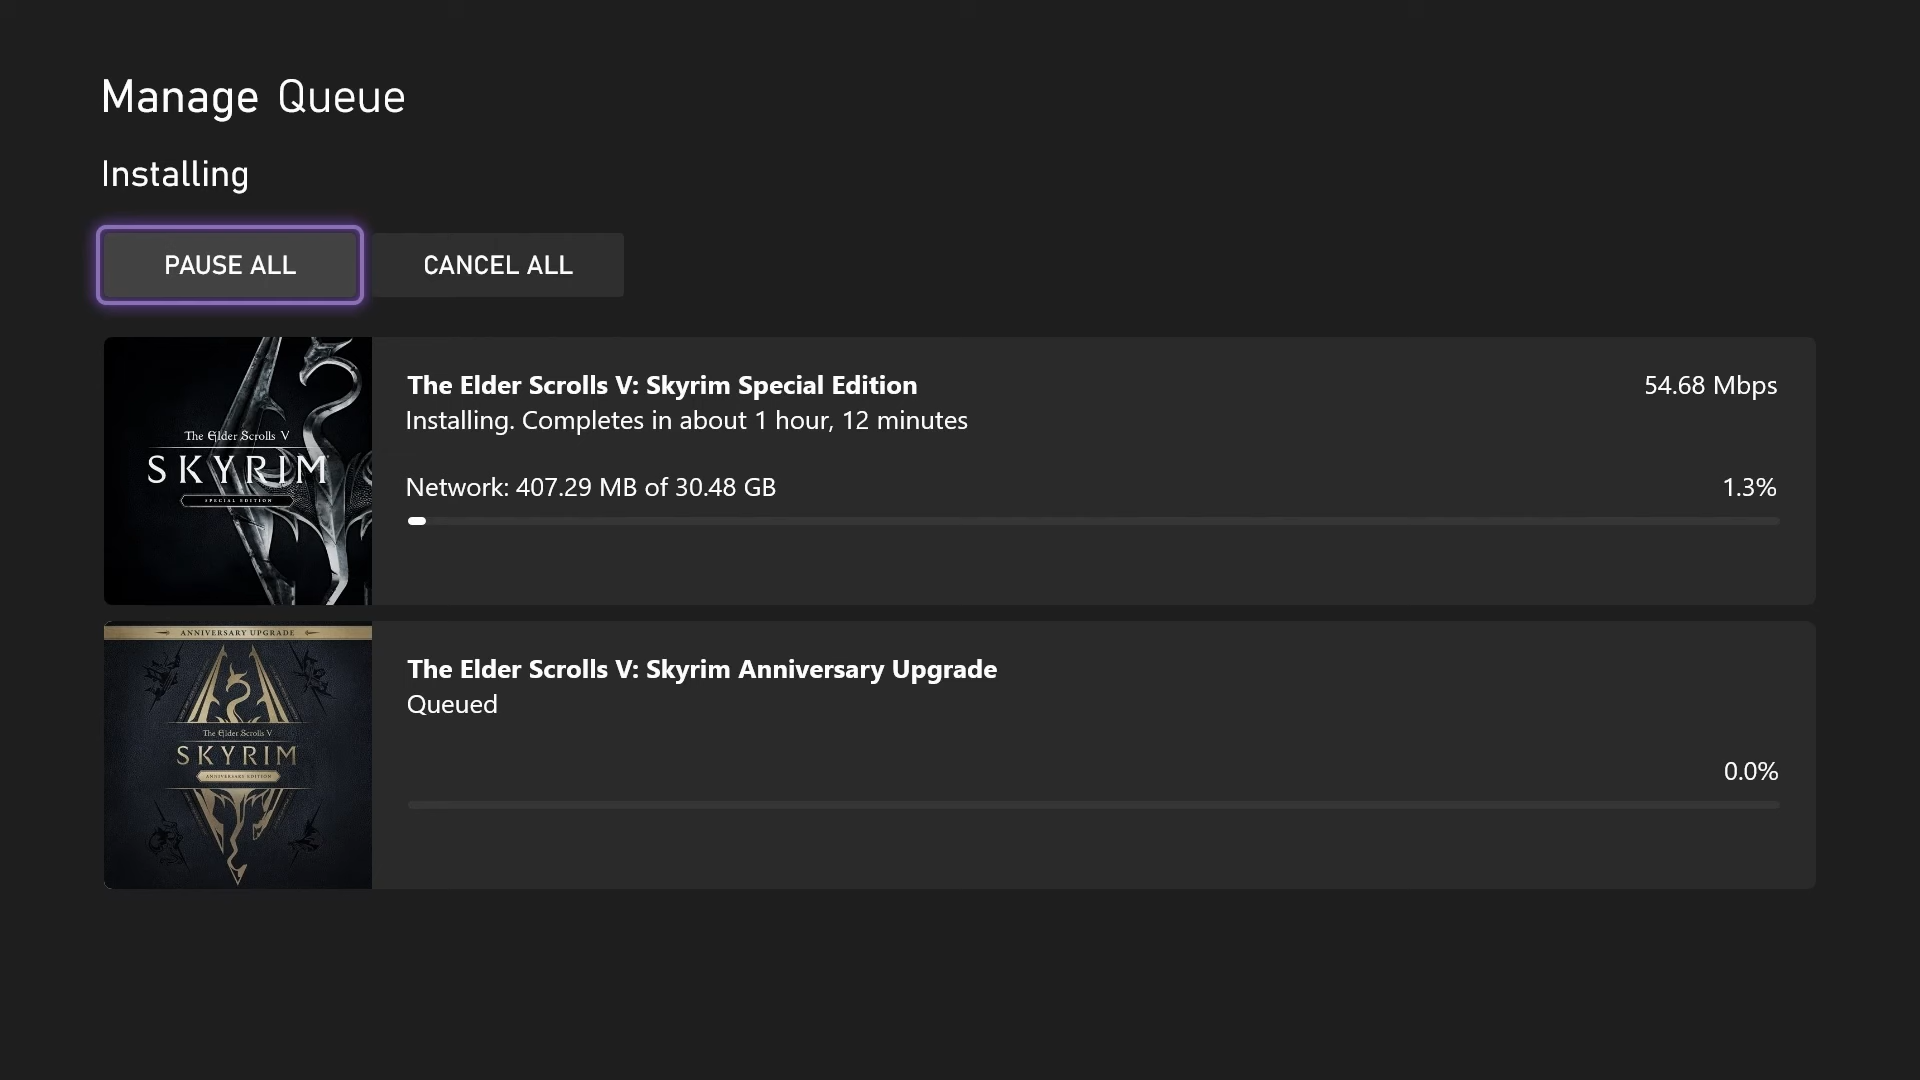 Manage Queue
Installing
PAUSE ALL
CANCEL ALL
The Elder Scrolls V
SKYRIM
SPECIAL EDITION
The Elder Scrolls V: Skyrim Special Edition
54.68 Mbps
Installing. Completes in about 1 hour, 12 minutes
Network: 407.29 MB of 30.48 GB
1.3%
ANNIVERSARY UPGRADE
The Elder Scrolls V
SKYRIM
ANNIVERSARY EDITION
The Elder Scrolls V: Skyrim Anniversary Upgrade
Queued
0.0%